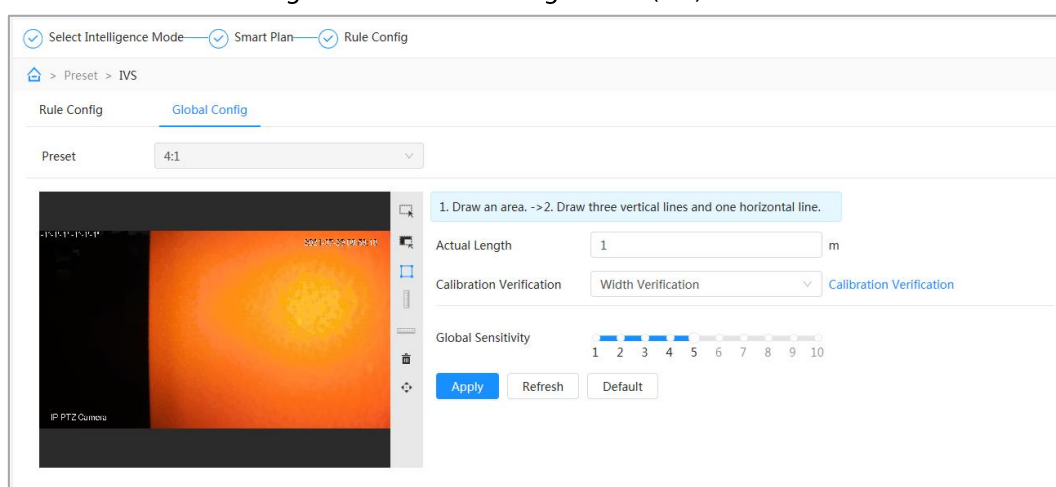 Select Intelligence Mode Smart Plan Rule Config
> Preset > IVS
Rule Config Global Config
Preset 4:1
1. Draw an area. ->2. Draw three vertical lines and one horizontal line.
Actual Length 1 m
Calibration Verification Width Verification Calibration Verification
Global Sensitivity
1 2 3 4 5 6 7 8 9 10
Apply Refresh Default
IP PTZ Camera